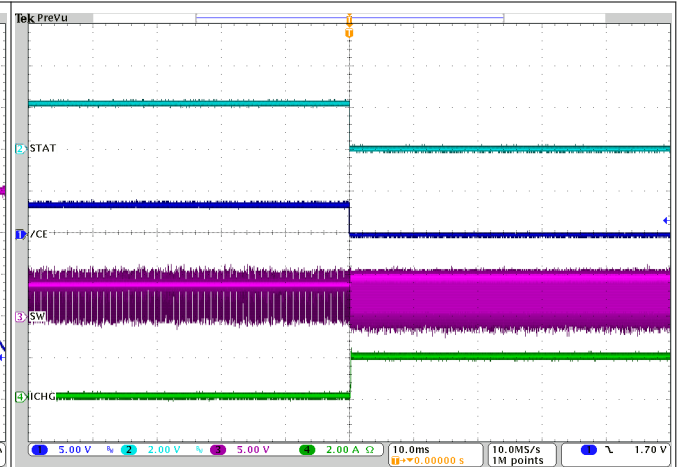 Tek PreVu
T
T
2 STAT
1 /CE
3 SW
4 ICHG
1 5.00 V 2 2.00 V 3 5.00 V 4 2.00 A Ω
10.0ms
T→▼0.00000 s
10.0MS/s
1M points
1 1.70 V